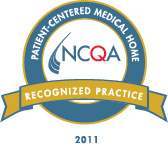 PATIENT-CENTERED MEDICAL HOME
NCQA
RECOGNIZED PRACTICE
2011